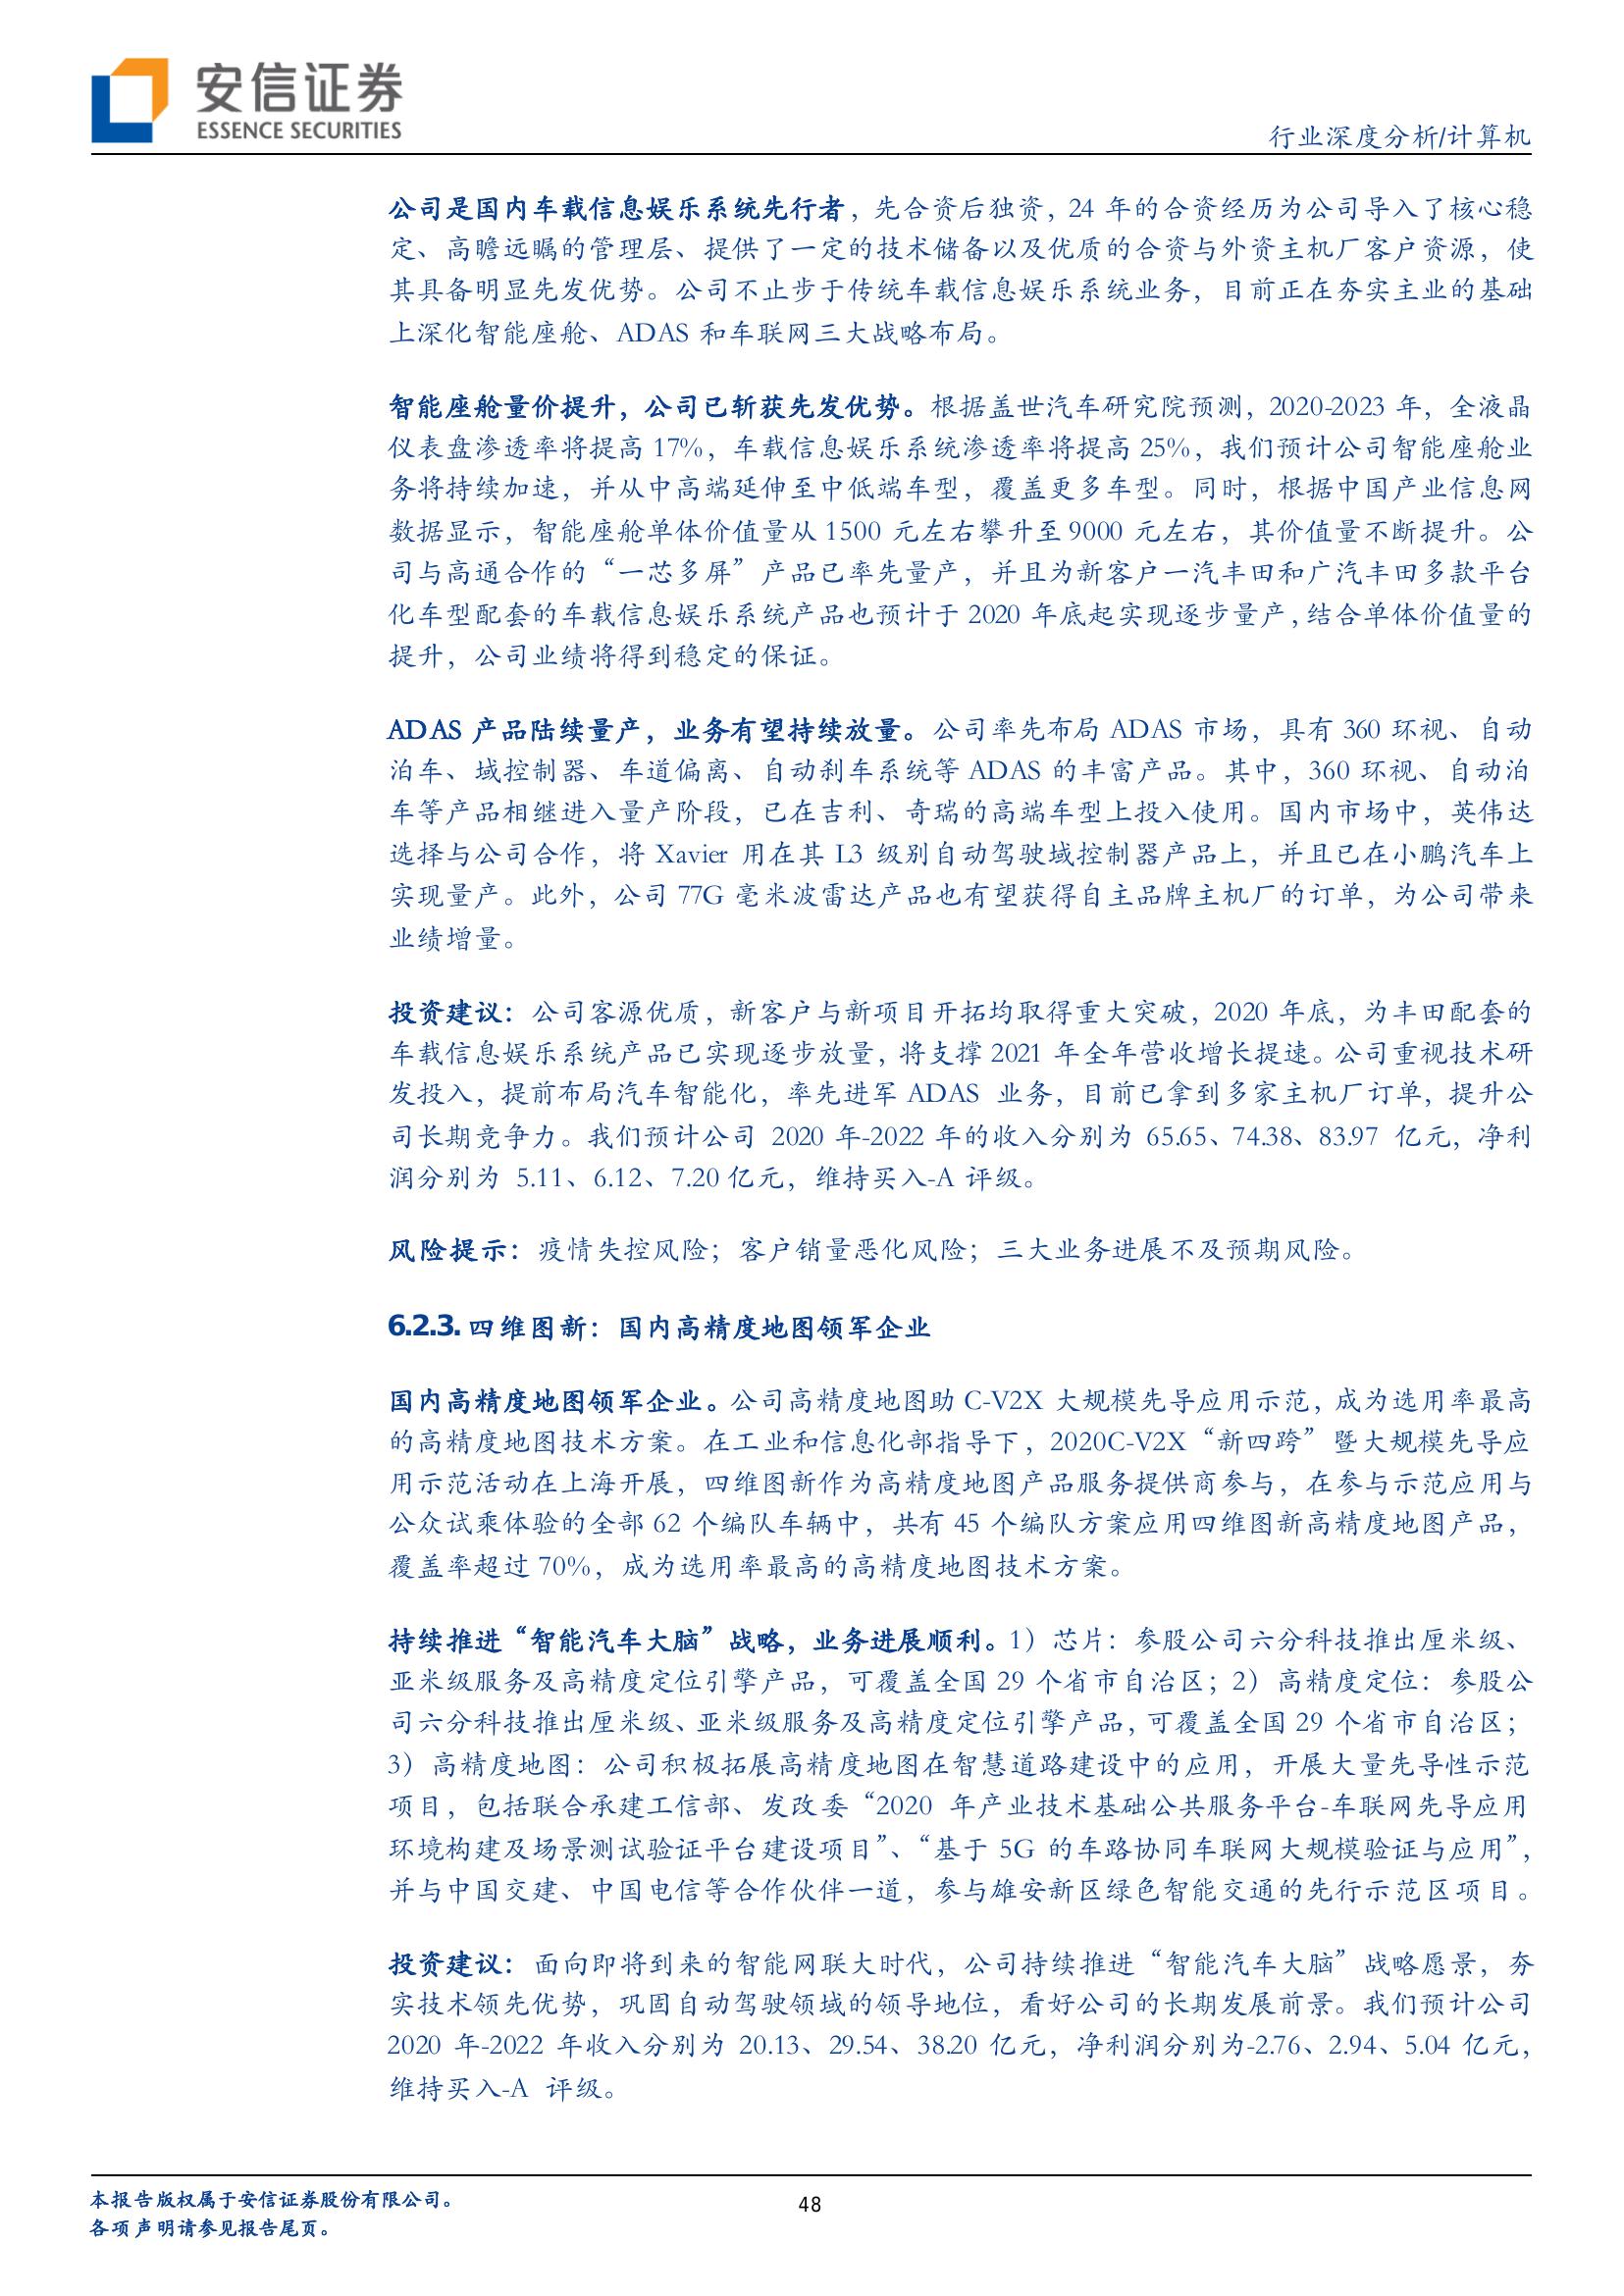 安信证券
ESSENCE SECURITIES
行业深度分析/计算机
公司是国内车载信息娱乐系统先行者，先合资后独资，24 年的合资经历为公司导入了核心稳
定、高瞻远瞩的管理层、提供了一定的技术储备以及优质的合资与外资主机厂客户资源，使
其具备明显先发优势。公司不止步于传统车载信息娱乐系统业务，目前正在夯实主业的基础
上深化智能座舱、ADAS 和车联网三大战略布局。
智能座舱量价提升，公司已斩获先发优势。根据盖世汽车研究院预测，2020-2023 年，全液晶
仪表盘渗透率将提高 17%，车载信息娱乐系统渗透率将提高 25%，我们预计公司智能座舱业
务将持续加速，并从中高端延伸至中低端车型，覆盖更多车型。同时，根据中国产业信息网
数据显示，智能座舱单体价值量从 1500 元左右攀升至 9000 元左右，其价值量不断提升。公
司与高通合作的“一芯多屏”产品已率先量产，并且为新客户一汽丰田和广汽丰田多款平台
化车型配套的车载信息娱乐系统产品也预计于 2020 年底起实现逐步量产，结合单体价值量的
提升，公司业绩将得到稳定的保证。
ADAS 产品陆续量产，业务有望持续放量。公司率先布局 ADAS 市场，具有 360 环视、自动
泊车、域控制器、车道偏离、自动刹车系统等 ADAS 的丰富产品。其中，360 环视、自动泊
车等产品相继进入量产阶段，已在吉利、奇瑞的高端车型上投入使用。国内市场中，英伟达
选择与公司合作，将 Xavier 用在其 L3 级别自动驾驶域控制器产品上，并且已在小鹏汽车上
实现量产。此外，公司 77G 毫米波雷达产品也有望获得自主品牌主机厂的订单，为公司带来
业绩增量。
投资建议：公司客源优质，新客户与新项目开拓均取得重大突破，2020 年底，为丰田配套的
车载信息娱乐系统产品已实现逐步放量，将支撑 2021 年全年营收增长提速。公司重视技术研
发投入，提前布局汽车智能化，率先进军 ADAS 业务，目前已拿到多家主机厂订单，提升公
司长期竞争力。我们预计公司 2020 年-2022 年的收入分别为 65.65、74.38、83.97 亿元，净利
润分别为 5.11、6.12、7.20 亿元，维持买入-A 评级。
风险提示：疫情失控风险；客户销量恶化风险；三大业务进展不及预期风险。
6.2.3. 四维图新：国内高精度地图领军企业
国内高精度地图领军企业。公司高精度地图助 C-V2X 大规模先导应用示范，成为选用率最高
的高精度地图技术方案。在工业和信息化部指导下，2020C-V2X“新四跨”暨大规模先导应
用示范活动在上海开展，四维图新作为高精度地图产品服务提供商参与，在参与示范应用与
公众试乘体验的全部 62 个编队车辆中，共有 45 个编队方案应用四维图新高精度地图产品，
覆盖率超过 70%，成为选用率最高的高精度地图技术方案。
持续推进“智能汽车大脑”战略，业务进展顺利。1）芯片：参股公司六分科技推出厘米级、
亚米级服务及高精度定位引擎产品，可覆盖全国 29 个省市自治区；2）高精度定位：参股公
司六分科技推出厘米级、亚米级服务及高精度定位引擎产品，可覆盖全国 29 个省市自治区；
3）高精度地图：公司积极拓展高精度地图在智慧道路建设中的应用，开展大量先导性示范
项目，包括联合承建工信部、发改委“2020 年产业技术基础公共服务平台-车联网先导应用
环境构建及场景测试验证平台建设项目”、“基于 5G 的车路协同车联网大规模验证与应用”，
并与中国交建、中国电信等合作伙伴一道，参与雄安新区绿色智能交通的先行示范区项目。
投资建议：面向即将到来的智能网联大时代，公司持续推进“智能汽车大脑”战略愿景，夯
实技术领先优势，巩固自动驾驶领域的领导地位，看好公司的长期发展前景。我们预计公司
2020 年-2022 年收入分别为 20.13、29.54、38.20 亿元，净利润分别为-2.76、2.94、5.04 亿元，
维持买入-A 评级。
本报告版权属于安信证券股份有限公司。
各项声明请参见报告尾页。
48